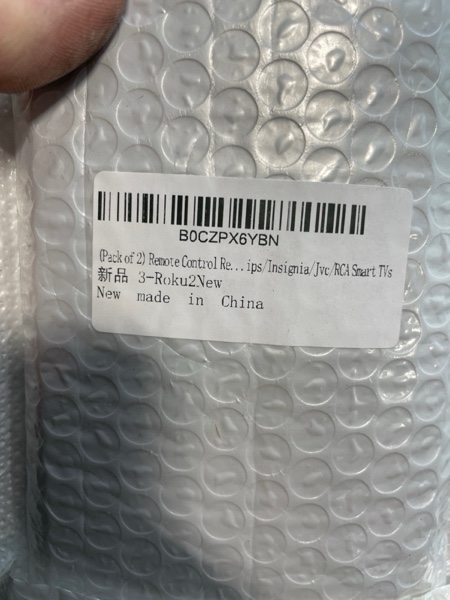 B0CZPX6YBN
(Pack of 2) Remote Control Re...ips/Insignia/Jvc/RCA Smart TVs
新品 3-Roku2New
New made in China